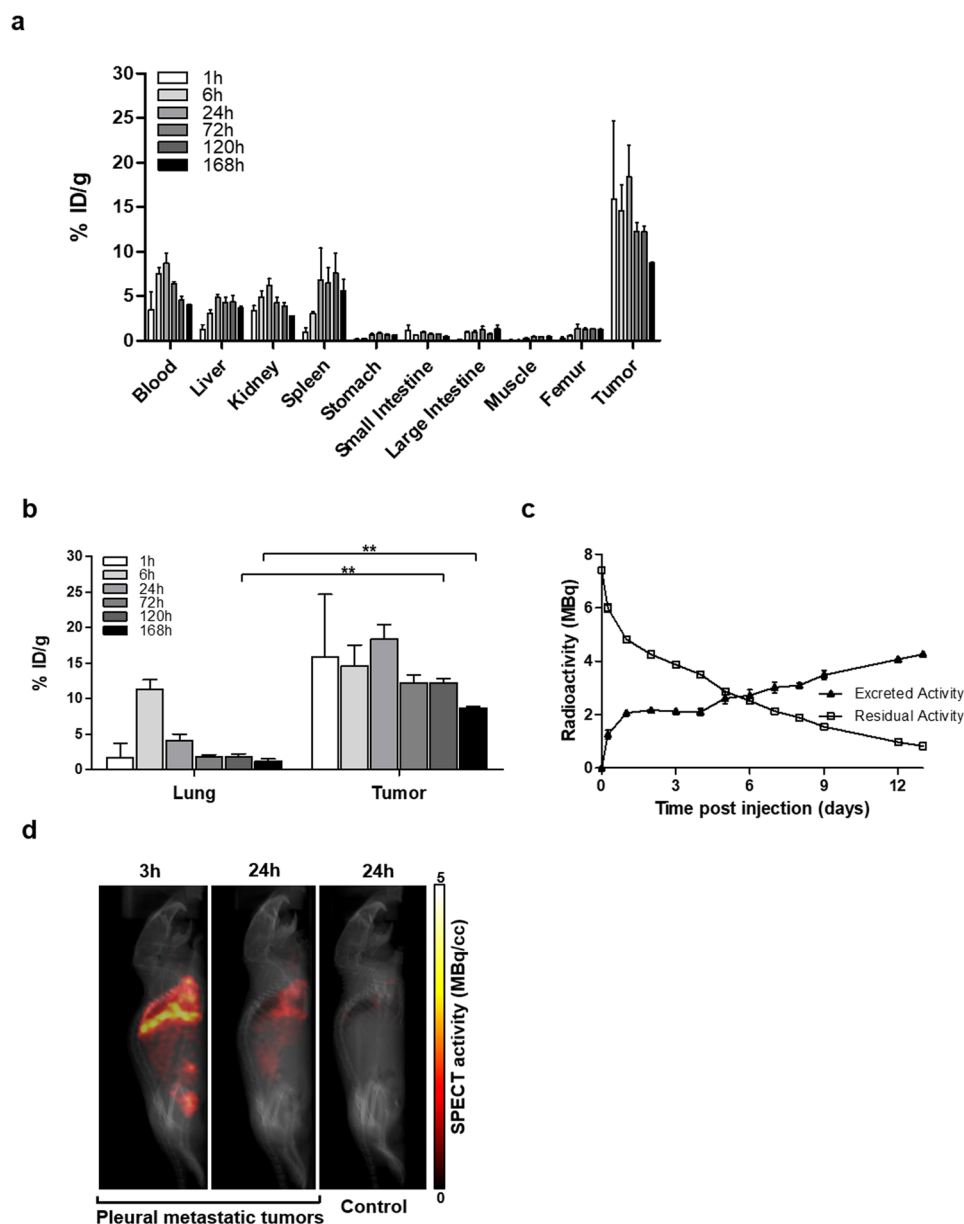 a
30
25
20
15
10
5
0
% ID/g
1h
6h
24h
72h
120h
168h
Blood
Liver
Kidney
Spleen
Stomach
Small Intestine
Large Intestine
Muscle
Femur
Tumor
b
30
25
20
15
10
5
0
% ID/g
1h
6h
24h
72h
120h
168h
**
**
Lung
Tumor
c
8
6
4
2
0
Radioactivity (MBq)
Excreted Activity
Residual Activity
0 3 6 9 12
Time post injection (days)
d
3h 24h 24h
5
SPECT activity (MBq/cc)
0
Pleural metastatic tumors
Control